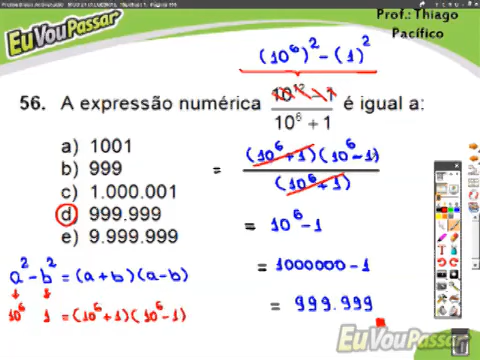 EuVouPassar
Prof.: Thiago
Pacífico
(10⁶)² − (1)²
56. A expressão numérica (10¹² − 1)/(10⁶ + 1) é igual a:
a) 1001
b) 999
c) 1.000.001
d) 999.999
e) 9.999.999
= (10⁶+1)(10⁶−1)/(10⁶+1)
= 10⁶−1
= 1000000−1
= 999.999
a²−b² = (a+b)(a−b)
10⁶ 1 = (10⁶+1)(10⁶−1)
EuVouPassar